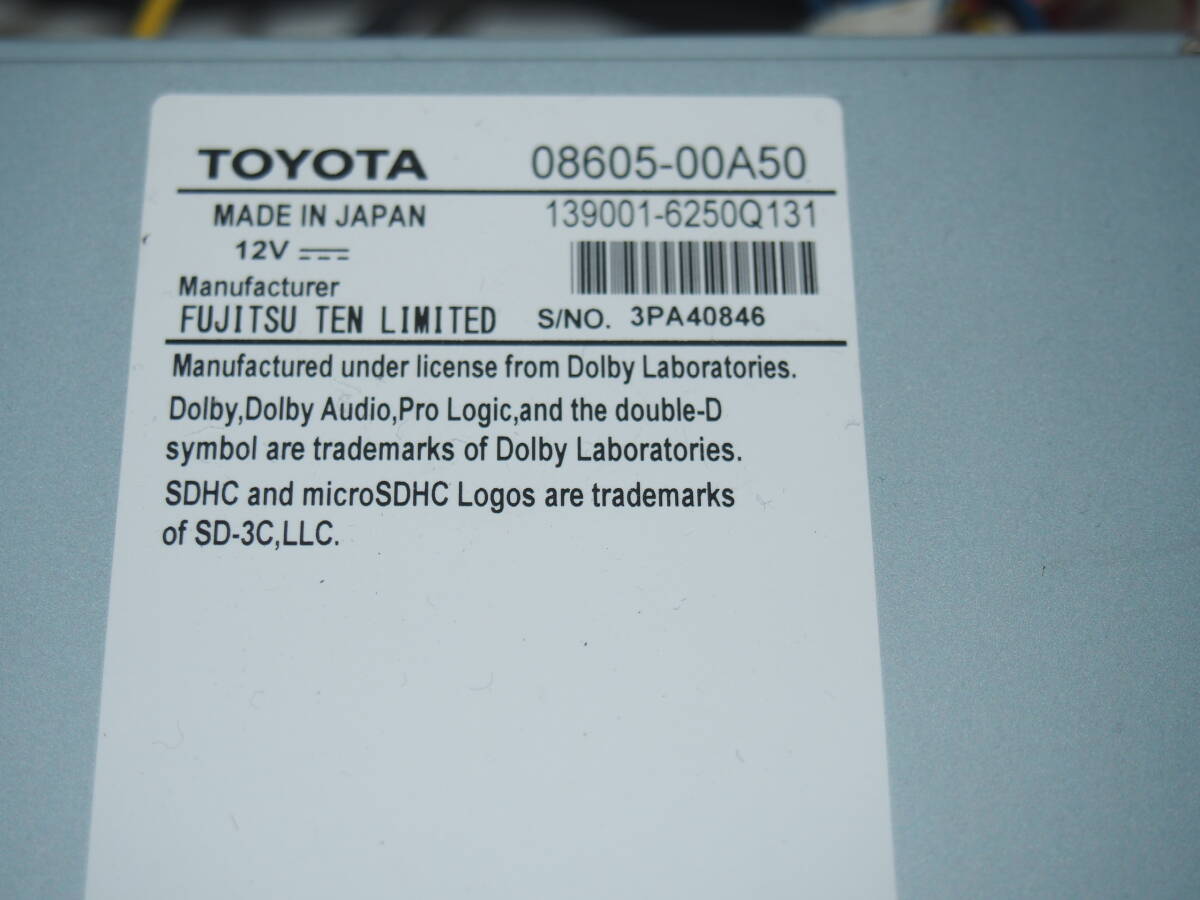 TOYOTA 08605-00A50
MADE IN JAPAN 139001-6250Q131
12V
Manufacturer
FUJITSU TEN LIMITED S/NO. 3PA40846
Manufactured under license from Dolby Laboratories.
Dolby,Dolby Audio,Pro Logic,and the double-D
symbol are trademarks of Dolby Laboratories.
SDHC and microSDHC Logos are trademarks
of SD-3C,LLC.